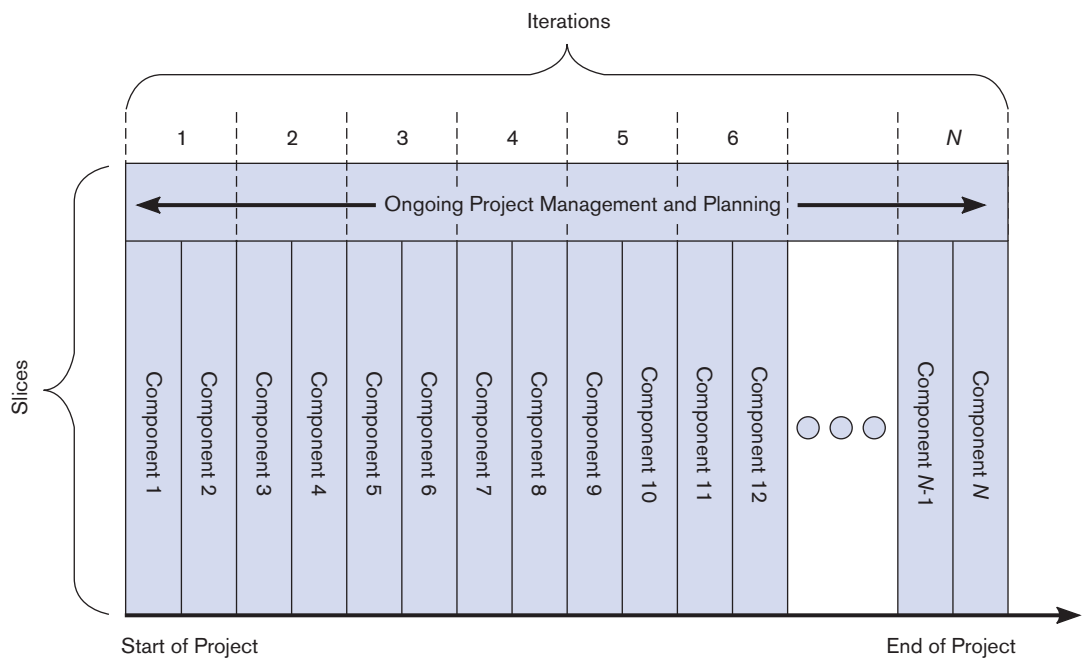 Iterations
1 2 3 4 5 6 N
Ongoing Project Management and Planning
Slices
Component 1
Component 2
Component 3
Component 4
Component 5
Component 6
Component 7
Component 8
Component 9
Component 10
Component 11
Component 12
Component N-1
Component N
Start of Project
End of Project